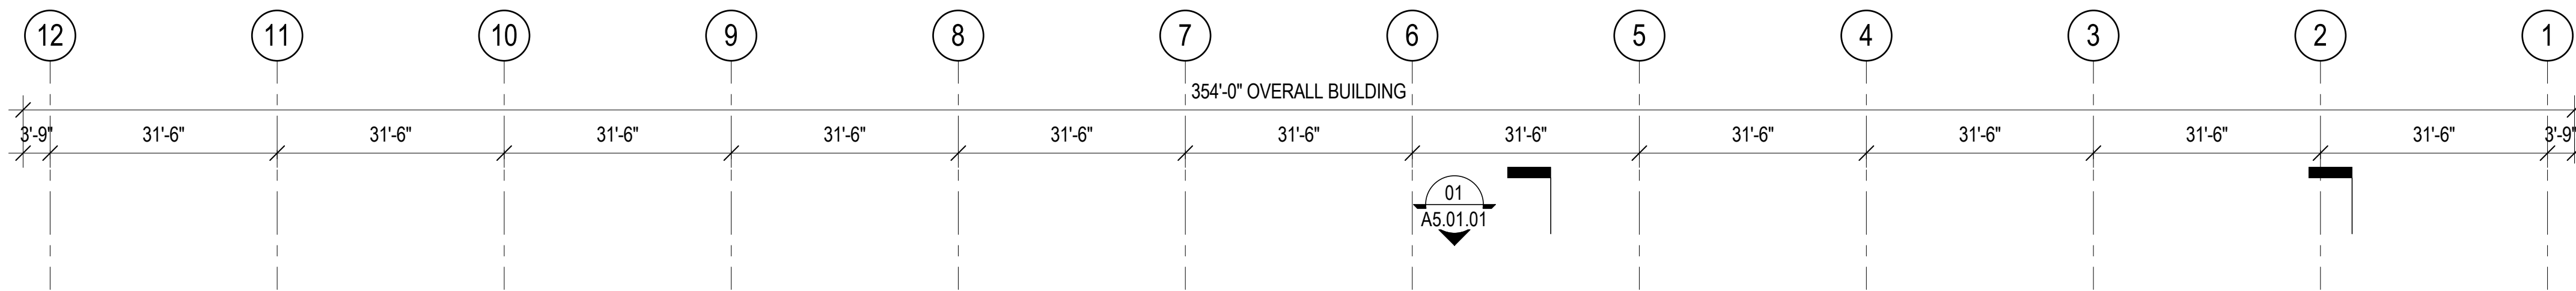 12 11 10 9 8 7 6 5 4 3 2 1
354'-0" OVERALL BUILDING
3'-9" 31'-6" 31'-6" 31'-6" 31'-6" 31'-6" 31'-6" 31'-6" 31'-6" 31'-6" 31'-6" 31'-6" 3'-9"
01
A5.01.01